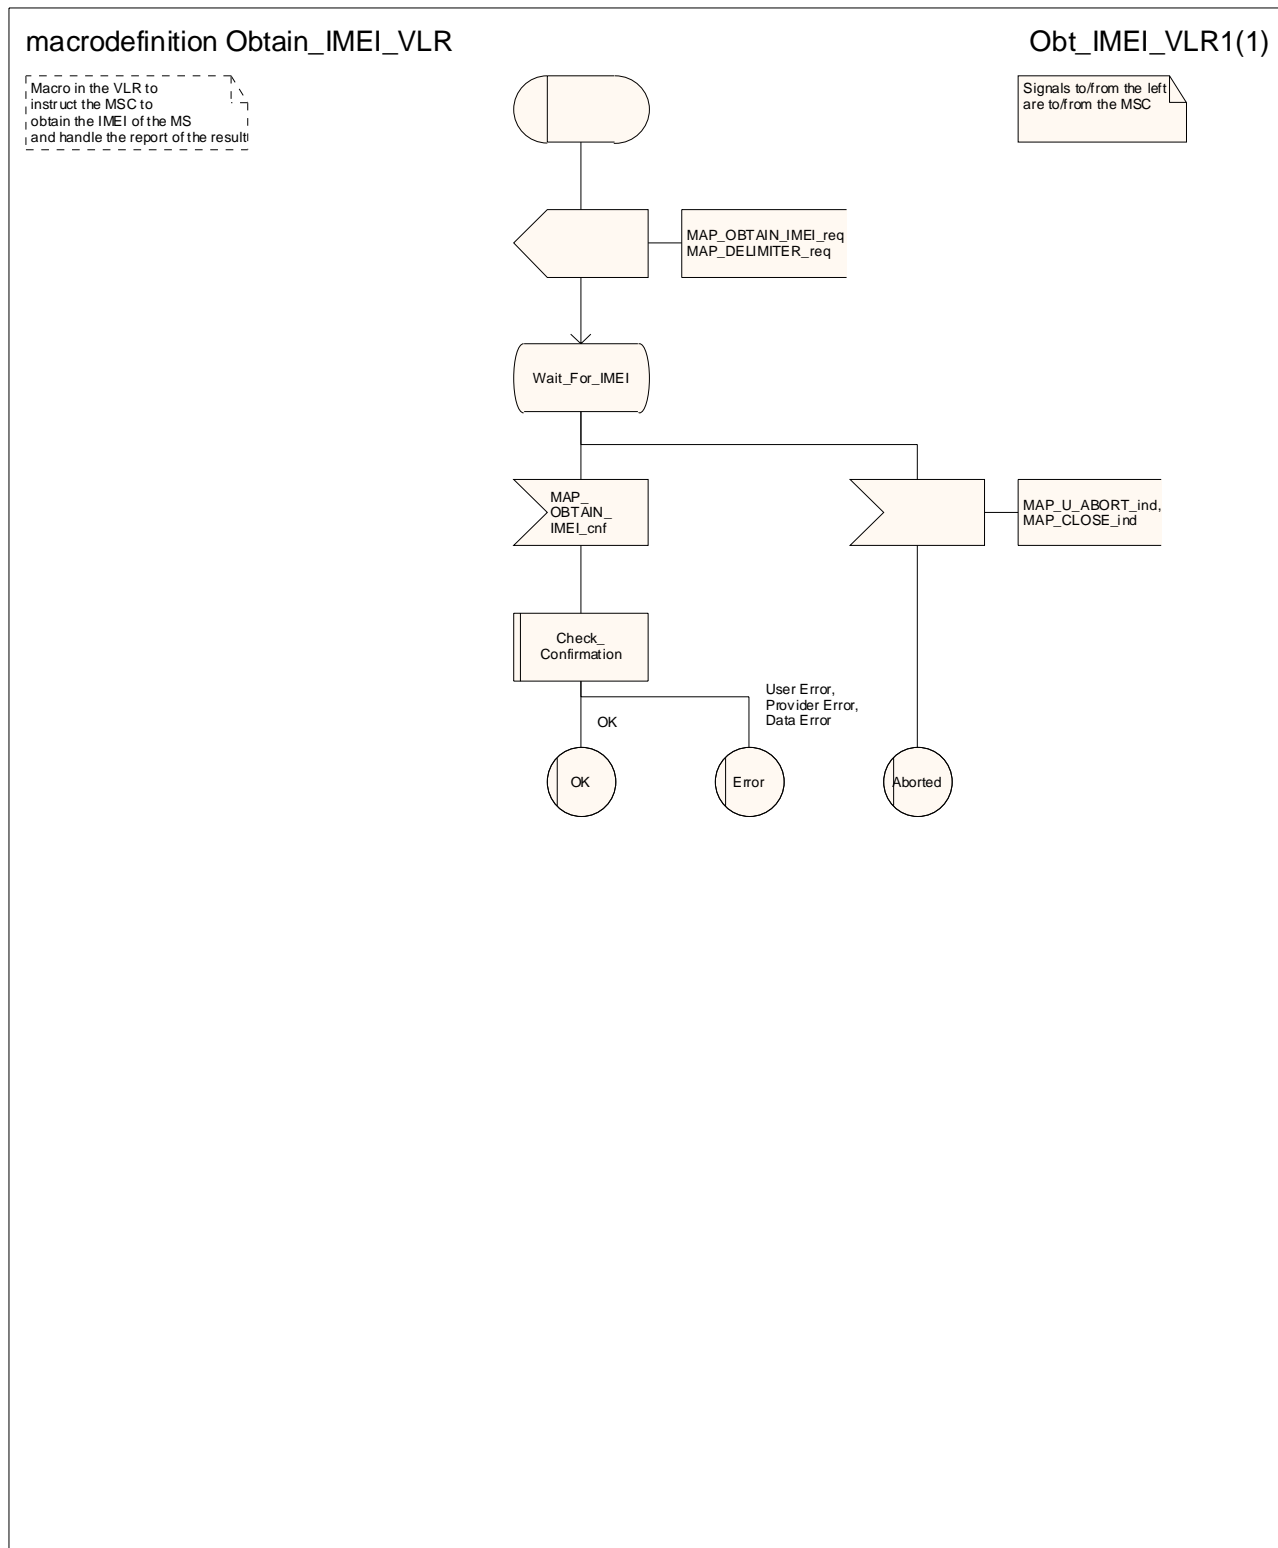 macrodefinition Obtain_IMEI_VLR
Obt_IMEI_VLR1(1)
Macro in the VLR to
instruct the MSC to
obtain the IMEI of the MS
and handle the report of the result
Signals to/from the left
are to/from the MSC
MAP_OBTAIN_IMEI_req
MAP_DELIMITER_req
Wait_For_IMEI
MAP_
OBTAIN_
IMEI_cnf
MAP_U_ABORT_ind,
MAP_CLOSE_ind
Check_
Confirmation
User Error,
Provider Error,
Data Error
OK
OK
Error
Aborted